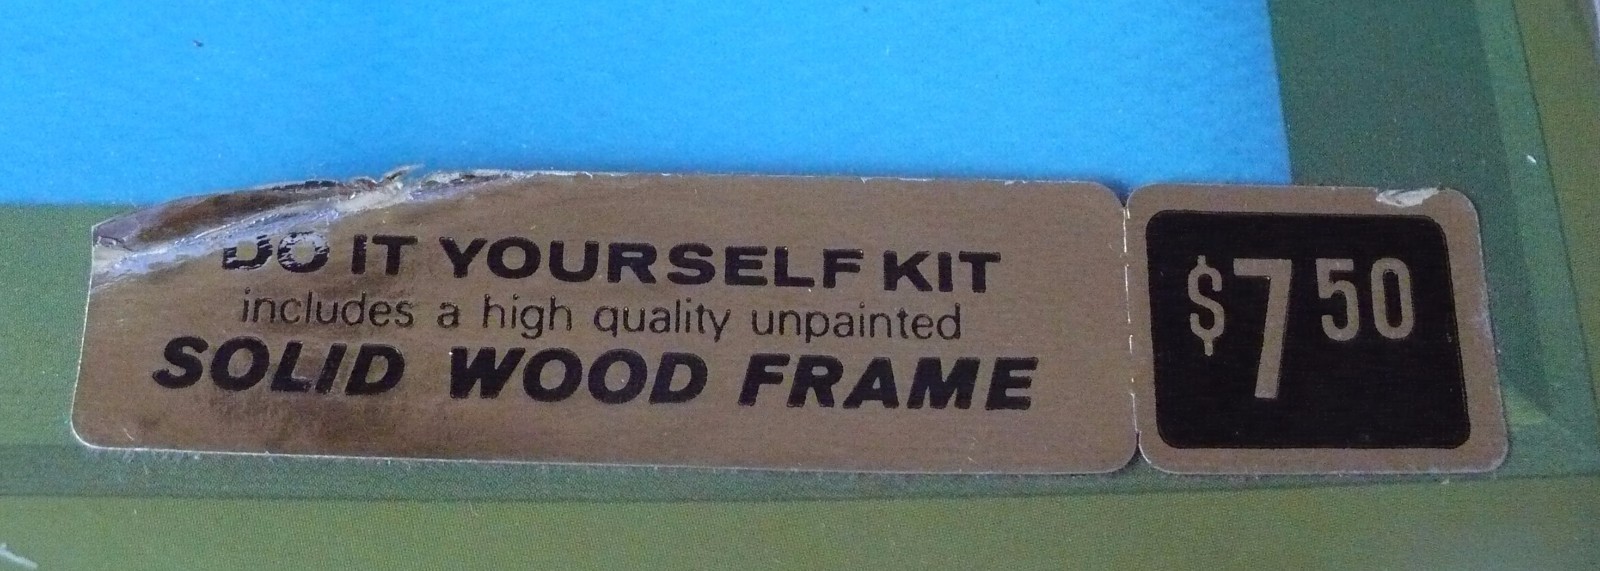 DO IT YOURSELF KIT
includes a high quality unpainted
SOLID WOOD FRAME
$7 50